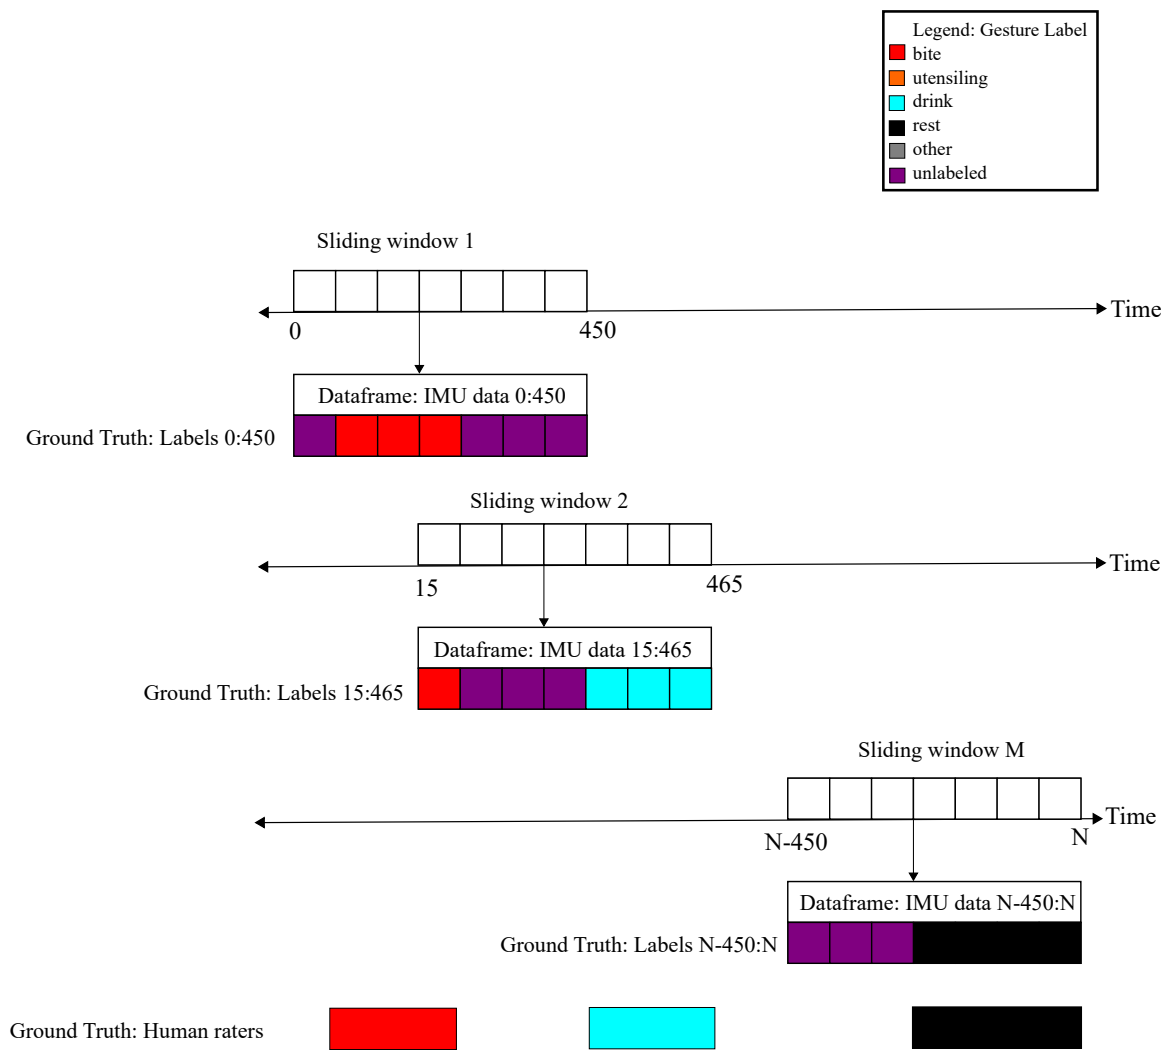 Legend: Gesture Label
bite
utensiling
drink
rest
other
unlabeled
Sliding window 1
Time
0
450
Dataframe: IMU data 0:450
Ground Truth: Labels 0:450
Sliding window 2
Time
15
465
Dataframe: IMU data 15:465
Ground Truth: Labels 15:465
Sliding window M
Time
N-450
N
Dataframe: IMU data N-450:N
Ground Truth: Labels N-450:N
Ground Truth: Human raters